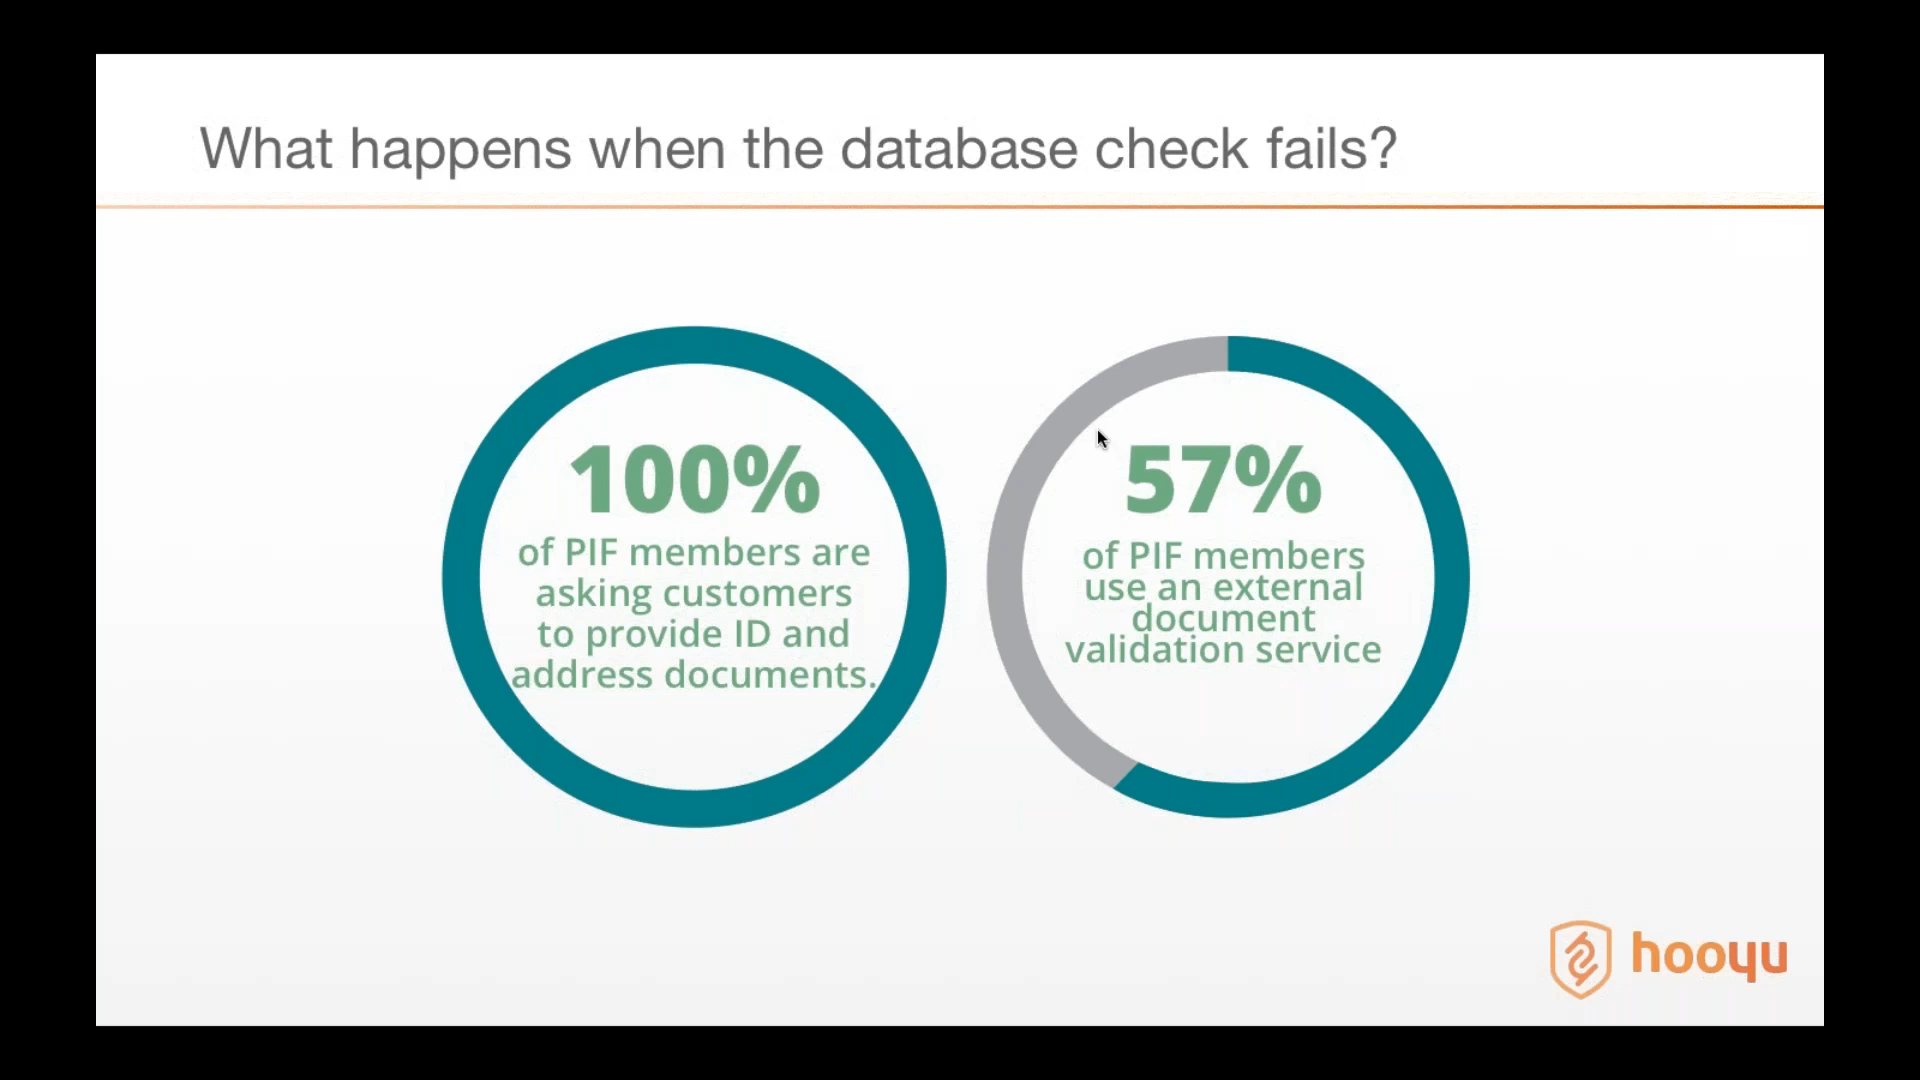 What happens when the database check fails?
100%
of PIF members are
asking customers
to provide ID and
address documents.
57%
of PIF members
use an external
document
validation service
hooyu